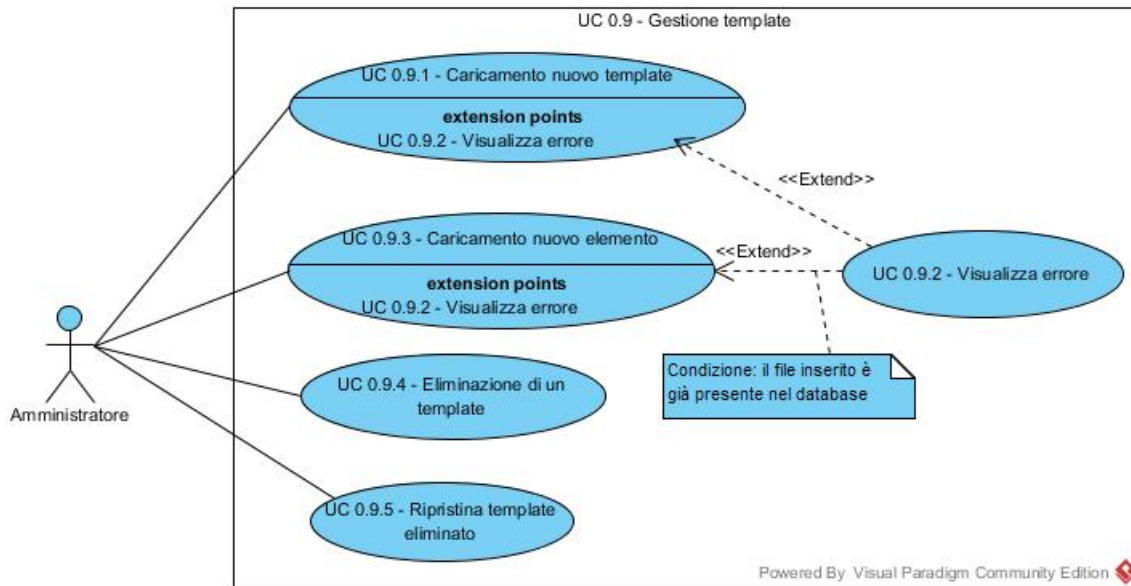 UC 0.9 - Gestione template
UC 0.9.1 - Caricamento nuovo template
extension points
UC 0.9.2 - Visualizza errore
<<Extend>>
UC 0.9.3 - Caricamento nuovo elemento
extension points
UC 0.9.2 - Visualizza errore
<<Extend>>
UC 0.9.2 - Visualizza errore
Condizione: il file inserito è
già presente nel database
UC 0.9.4 - Eliminazione di un
template
Amministratore
UC 0.9.5 - Ripristina template
eliminato
Powered By Visual Paradigm Community Edition